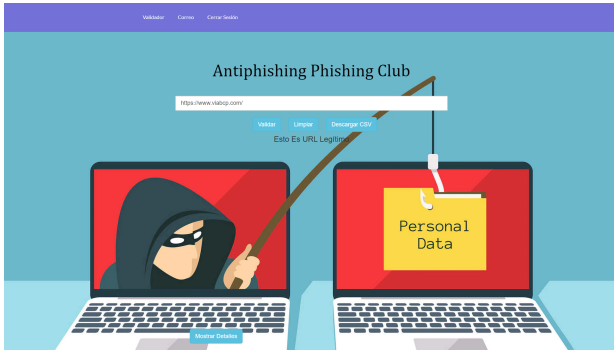 Validador Correo Cerrar Sesión
Antiphishing Phishing Club
https://www.viabcp.com/
Validar Limpiar Descargar CSV
Esto Es URL Legítima
Personal
Data
Mostrar Detalles